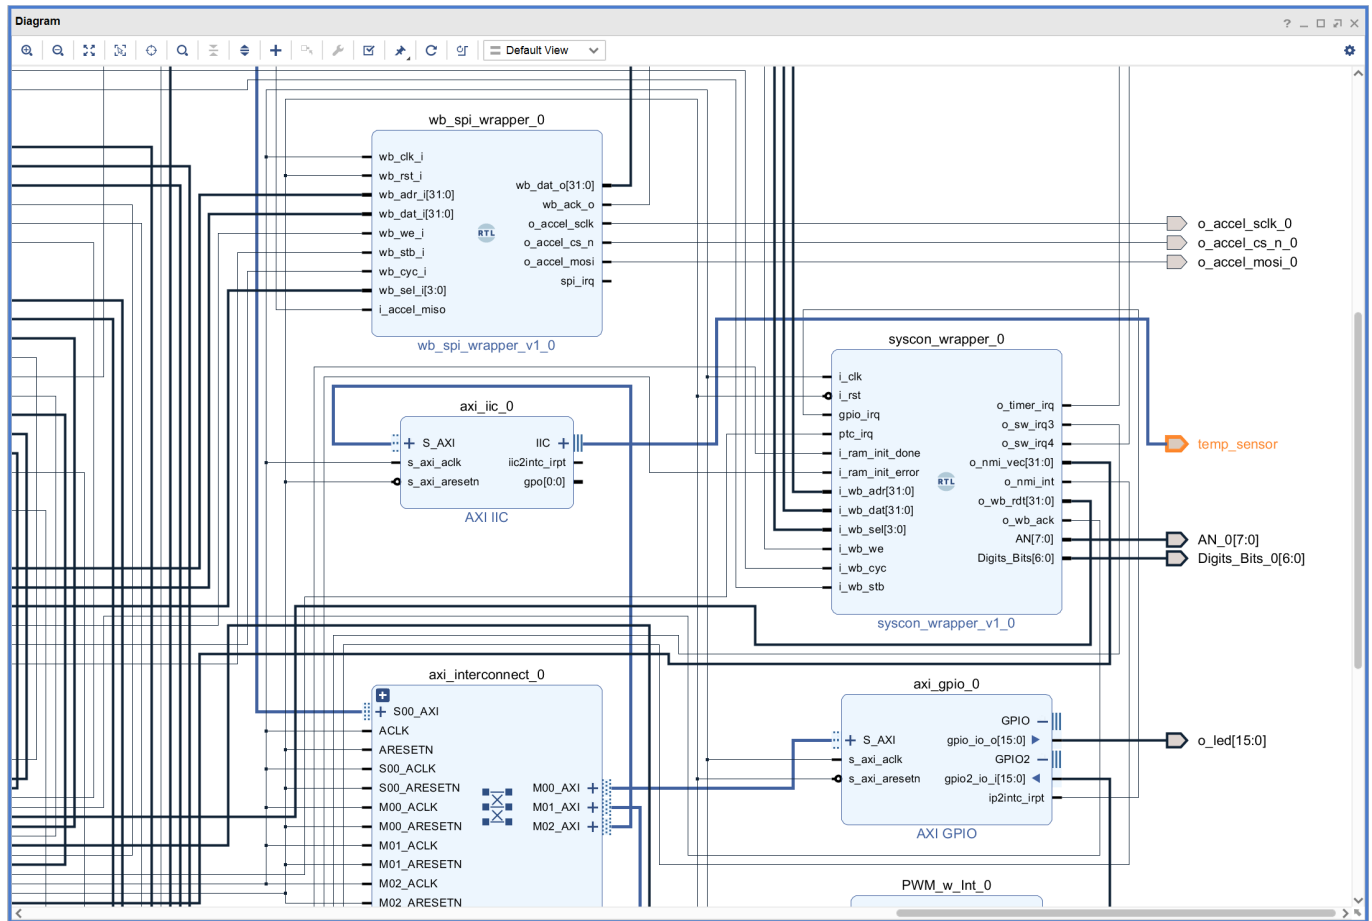 Diagram
Default View
wb_spi_wrapper_0
wb_clk_i
wb_rst_i
wb_adr_i[31:0]
wb_dat_i[31:0]
wb_we_i
wb_stb_i
wb_cyc_i
wb_sel_i[3:0]
i_accel_miso
RTL
wb_dat_o[31:0]
wb_ack_o
o_accel_sclk
o_accel_cs_n
o_accel_mosi
spi_irq
wb_spi_wrapper_v1_0
o_accel_sclk_0
o_accel_cs_n_0
o_accel_mosi_0
syscon_wrapper_0
i_clk
i_rst
gpio_irq
ptc_irq
i_ram_init_done
i_ram_init_error
i_wb_adr[31:0]
i_wb_dat[31:0]
i_wb_sel[3:0]
i_wb_we
i_wb_cyc
i_wb_stb
RTL
o_timer_irq
o_sw_irq3
o_sw_irq4
o_nmi_vec[31:0]
o_nmi_int
o_wb_rdt[31:0]
o_wb_ack
AN[7:0]
Digits_Bits[6:0]
syscon_wrapper_v1_0
temp_sensor
AN_0[7:0]
Digits_Bits_0[6:0]
axi_iic_0
S_AXI
s_axi_aclk
s_axi_aresetn
IIC
iic2intc_irpt
gpo[0:0]
AXI IIC
axi_interconnect_0
S00_AXI
ACLK
ARESETN
S00_ACLK
S00_ARESETN
M00_ACLK
M00_ARESETN
M01_ACLK
M01_ARESETN
M02_ACLK
M02_ARESETN
M00_AXI
M01_AXI
M02_AXI
axi_gpio_0
S_AXI
s_axi_aclk
s_axi_aresetn
GPIO
gpio_io_o[15:0]
GPIO2
gpio2_io_i[15:0]
ip2intc_irpt
AXI GPIO
o_led[15:0]
PWM_w_Int_0